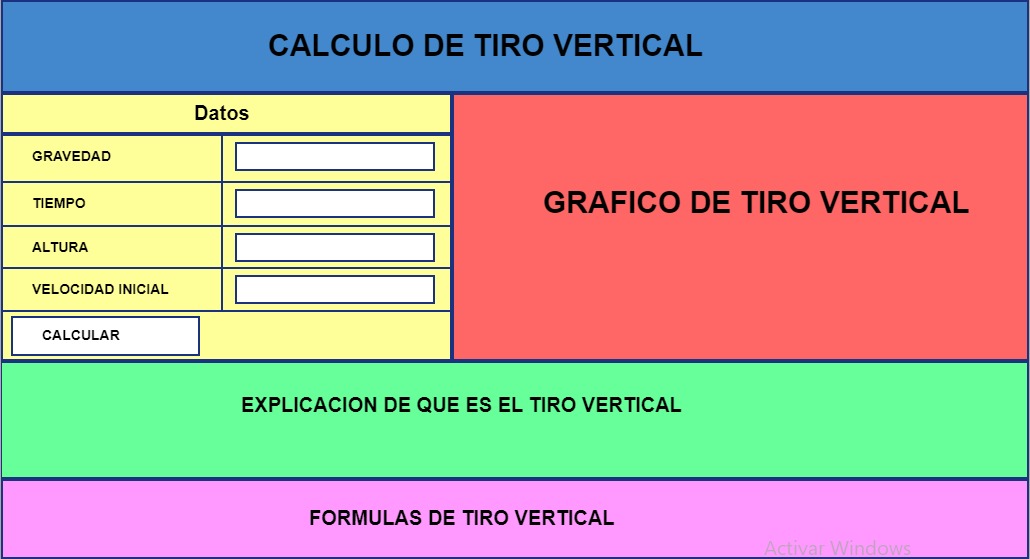 CALCULO DE TIRO VERTICAL
Datos
GRAVEDAD
TIEMPO
ALTURA
VELOCIDAD INICIAL
CALCULAR
GRAFICO DE TIRO VERTICAL
EXPLICACION DE QUE ES EL TIRO VERTICAL
FORMULAS DE TIRO VERTICAL
Activar Windows